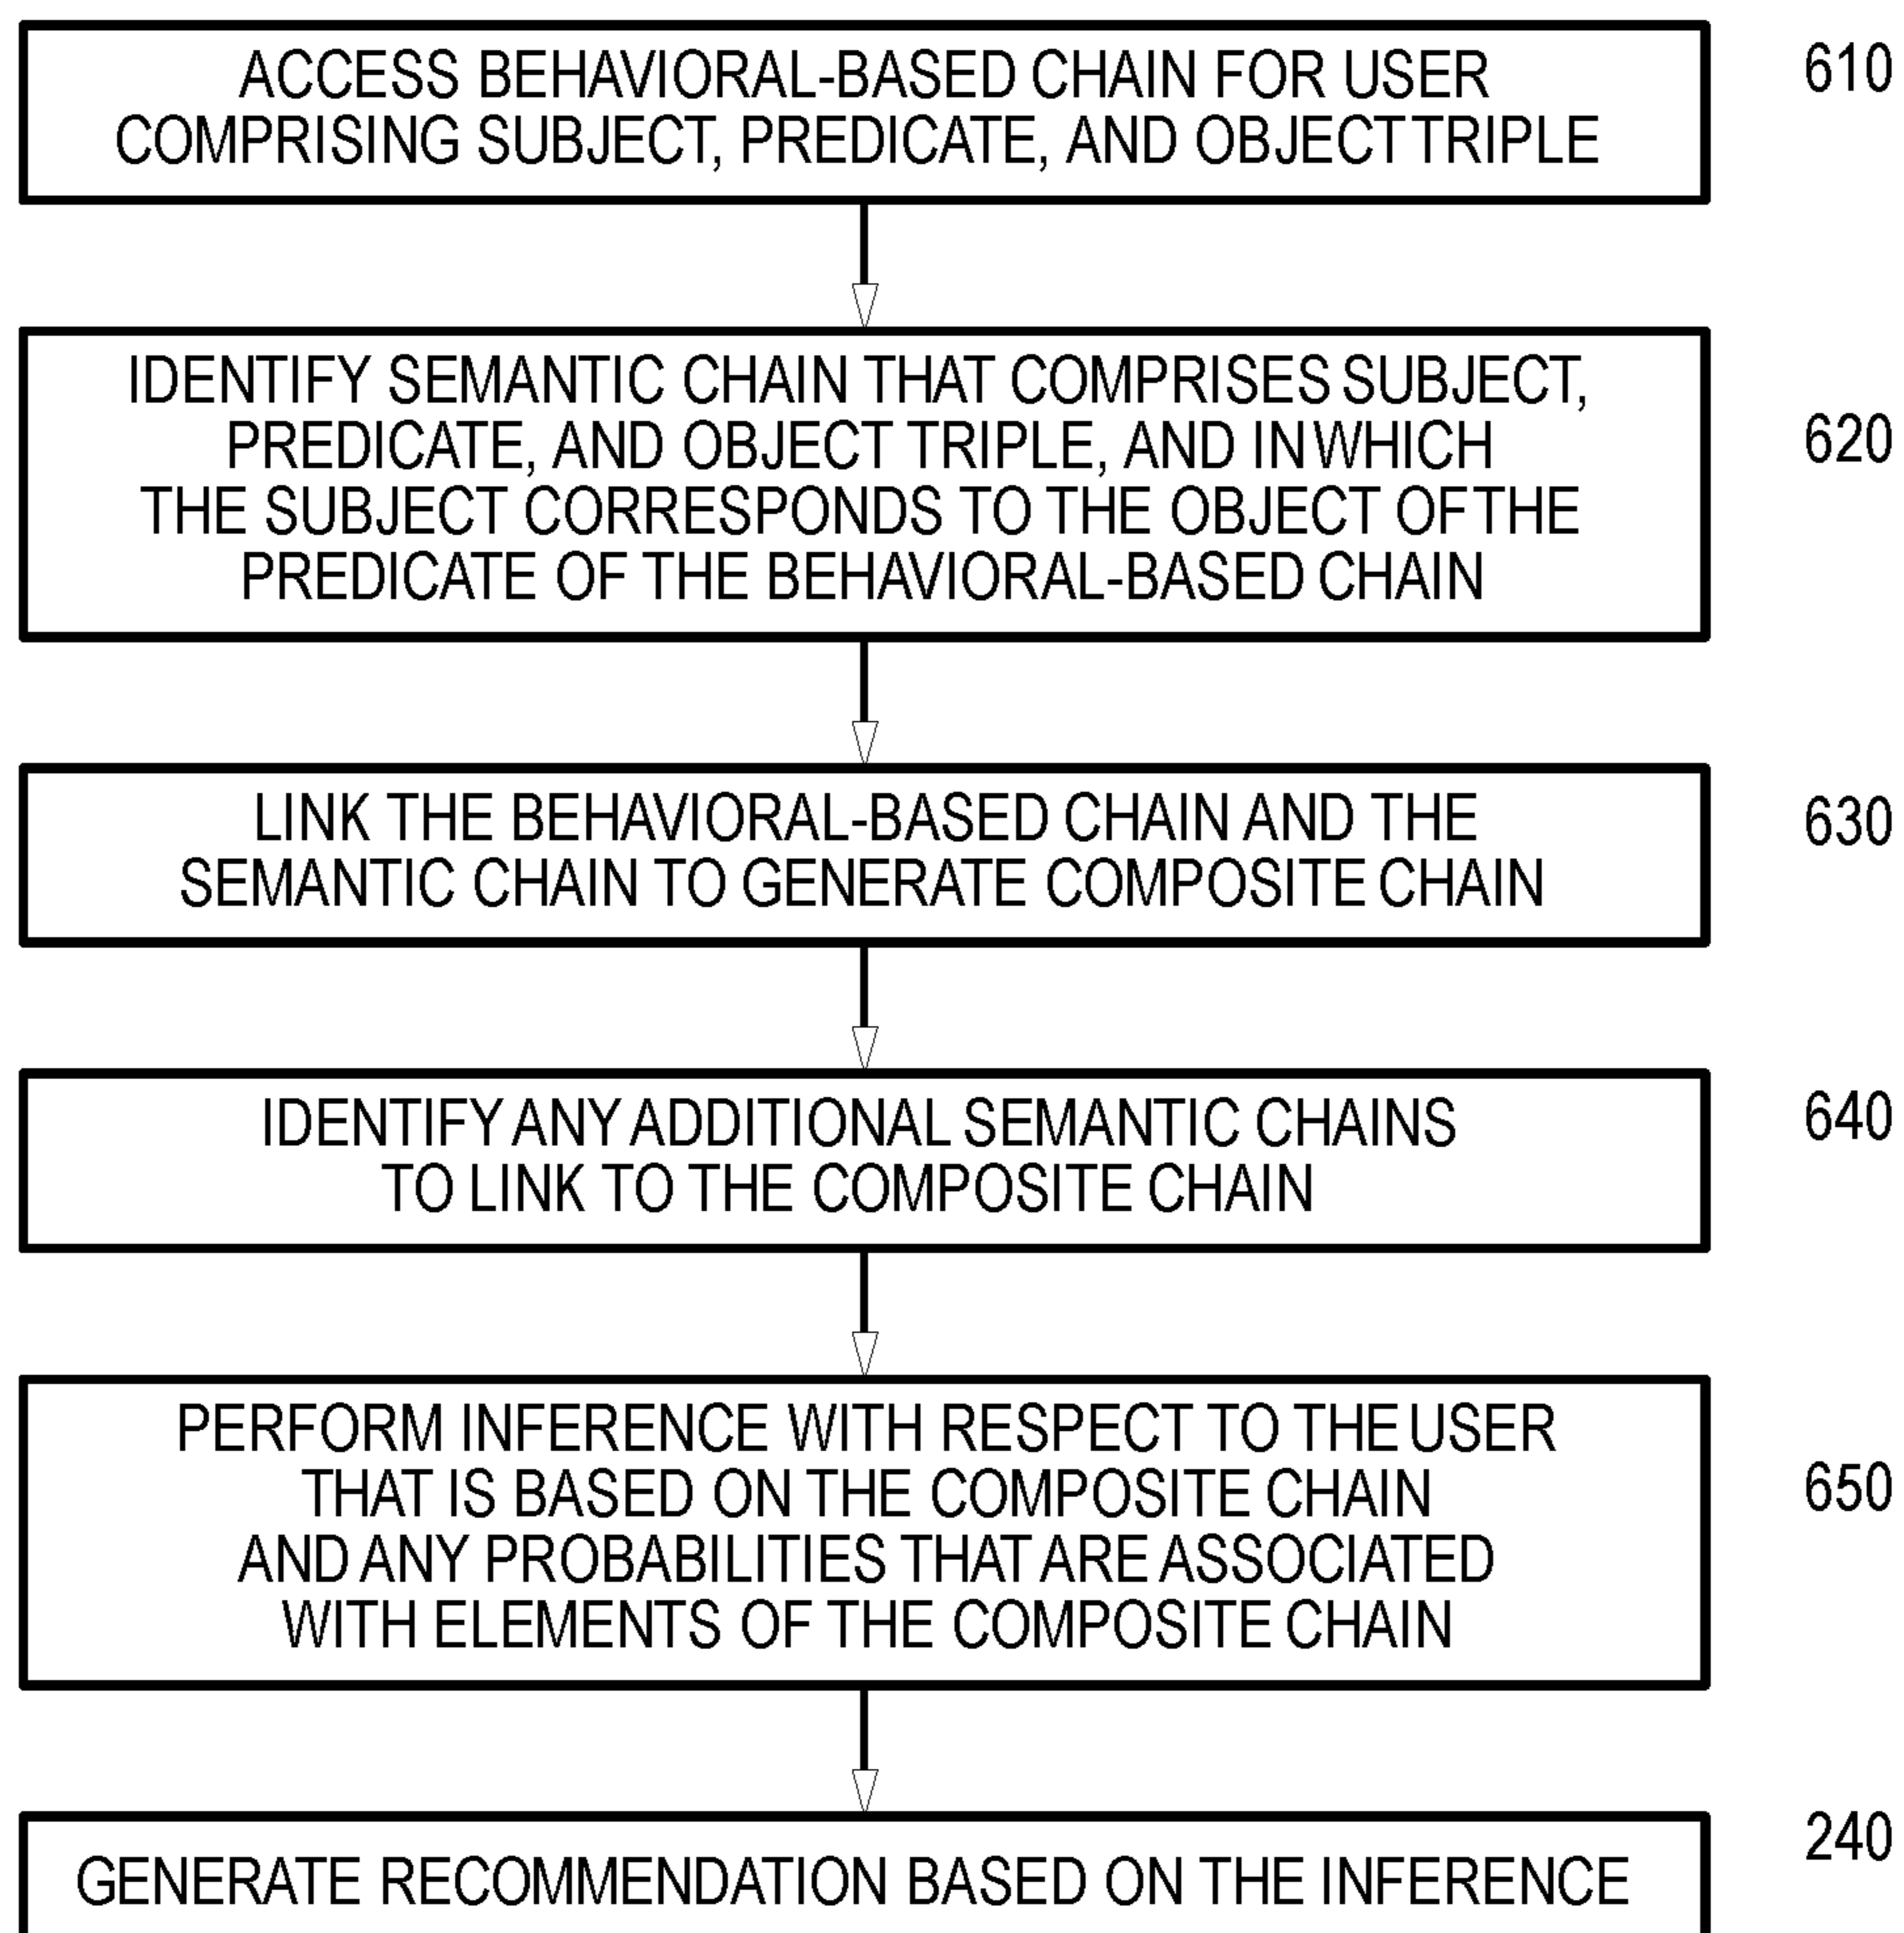 ACCESS BEHAVIORAL-BASED CHAIN FOR USER
COMPRISING SUBJECT, PREDICATE, AND OBJECT TRIPLE
610
IDENTIFY SEMANTIC CHAIN THAT COMPRISES SUBJECT,
PREDICATE, AND OBJECT TRIPLE, AND IN WHICH
THE SUBJECT CORRESPONDS TO THE OBJECT OF THE
PREDICATE OF THE BEHAVIORAL-BASED CHAIN
620
LINK THE BEHAVIORAL-BASED CHAIN AND THE
SEMANTIC CHAIN TO GENERATE COMPOSITE CHAIN
630
IDENTIFY ANY ADDITIONAL SEMANTIC CHAINS
TO LINK TO THE COMPOSITE CHAIN
640
PERFORM INFERENCE WITH RESPECT TO THE USER
THAT IS BASED ON THE COMPOSITE CHAIN
AND ANY PROBABILITIES THAT ARE ASSOCIATED
WITH ELEMENTS OF THE COMPOSITE CHAIN
650
GENERATE RECOMMENDATION BASED ON THE INFERENCE
240